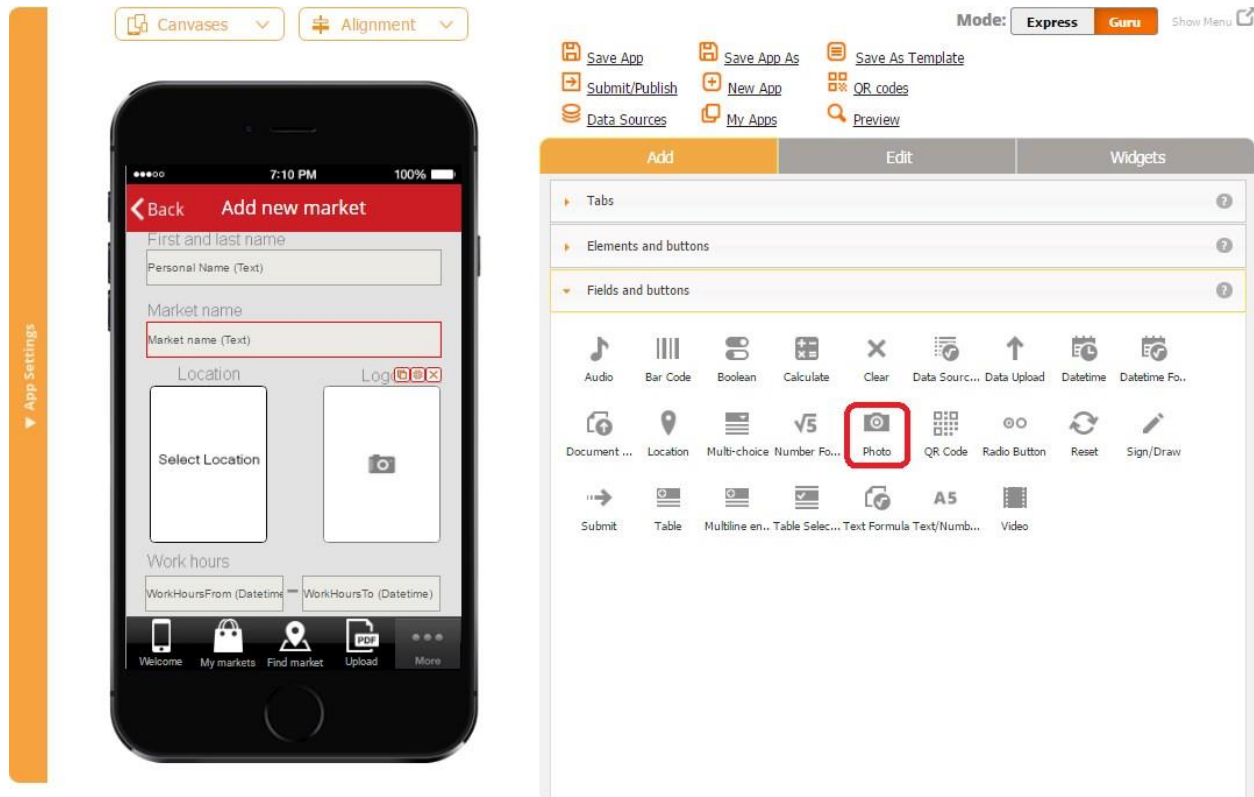 Canvases
Alignment
Mode: Express Guru Show Menu
Save App
Save App As
Save As Template
Submit/Publish
New App
QR codes
Data Sources
My Apps
Preview
App Settings
7:10 PM 100%
Back Add new market
First and last name
Personal Name (Text)
Market name
Market name (Text)
Location
Select Location
Work hours
WorkHoursFrom (Datetime – WorkHoursTo (Datetime)
Welcome My markets Find market Upload More
PDF
Add Edit Widgets
Tabs ?
Elements and buttons ?
Fields and buttons ?
Audio Bar Code Boolean Calculate Clear Data Sourc... Data Upload Datetime Datetime Fo..
√5
Document ... Location Multi-choice Number Fo... Photo QR Code Radio Button Reset Sign/Draw
A5
Submit Table Multiline en.. Table Selec... Text Formula Text/Numb... Video